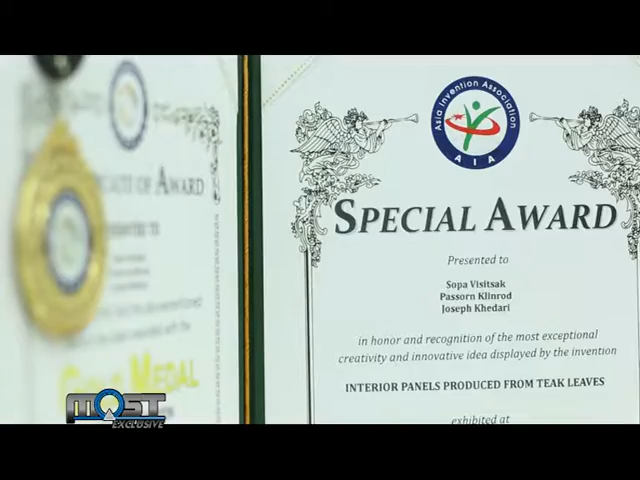 CATE OF AWARD
GOLD MEDAL
MOST
EXCLUSIVE
Asia Invention Association
A I A
SPECIAL AWARD
Presented to
Sopa Visitsak
Passorn Klinrod
Joseph Khedari
in honor and recognition of the most exceptional
creativity and innovative idea displayed by the invention
INTERIOR PANELS PRODUCED FROM TEAK LEAVES
exhibited at